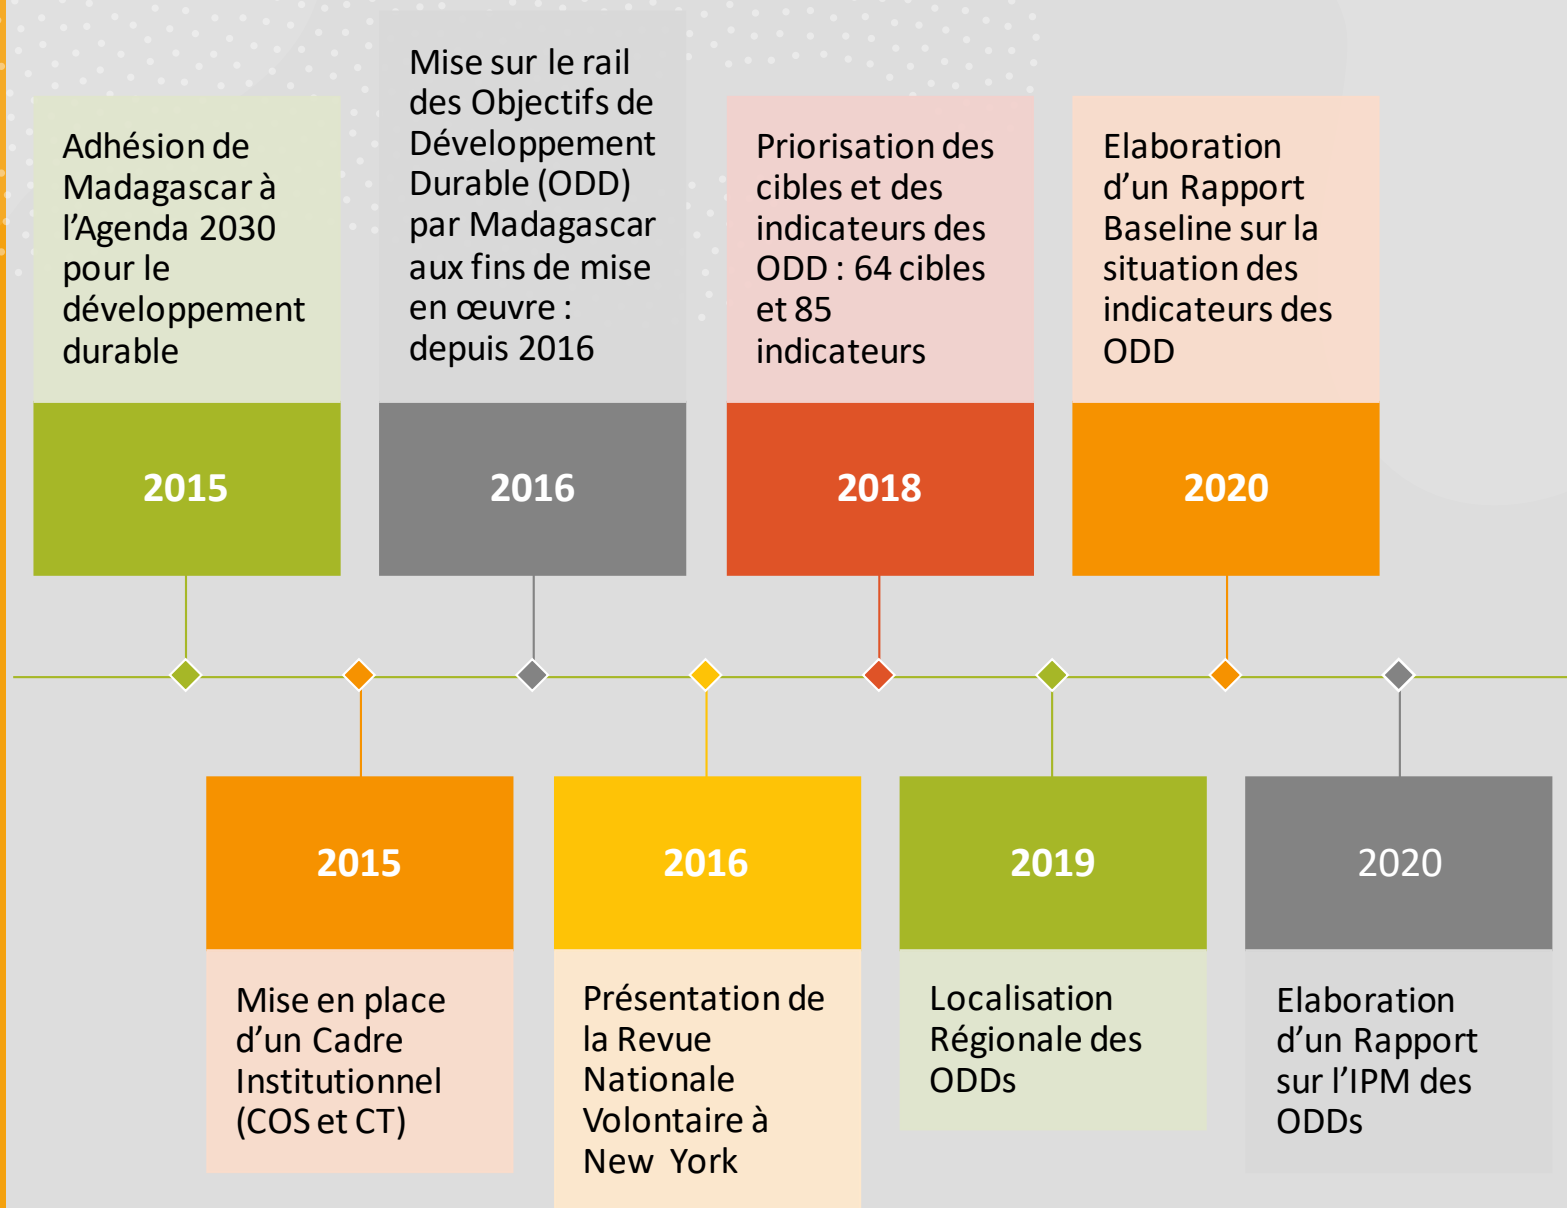 Adhésion de
Madagascar à
l’Agenda 2030
pour le
développement
durable
2015
Mise sur le rail
des Objectifs de
Développement
Durable (ODD)
par Madagascar
aux fins de mise
en œuvre :
depuis 2016
2016
Priorisation des
cibles et des
indicateurs des
ODD : 64 cibles
et 85
indicateurs
2018
Elaboration
d’un Rapport
Baseline sur la
situation des
indicateurs des
ODD
2020
2015
Mise en place
d’un Cadre
Institutionnel
(COS et CT)
2016
Présentation de
la Revue
Nationale
Volontaire à
New York
2019
Localisation
Régionale des
ODDs
2020
Elaboration
d’un Rapport
sur l’IPM des
ODDs